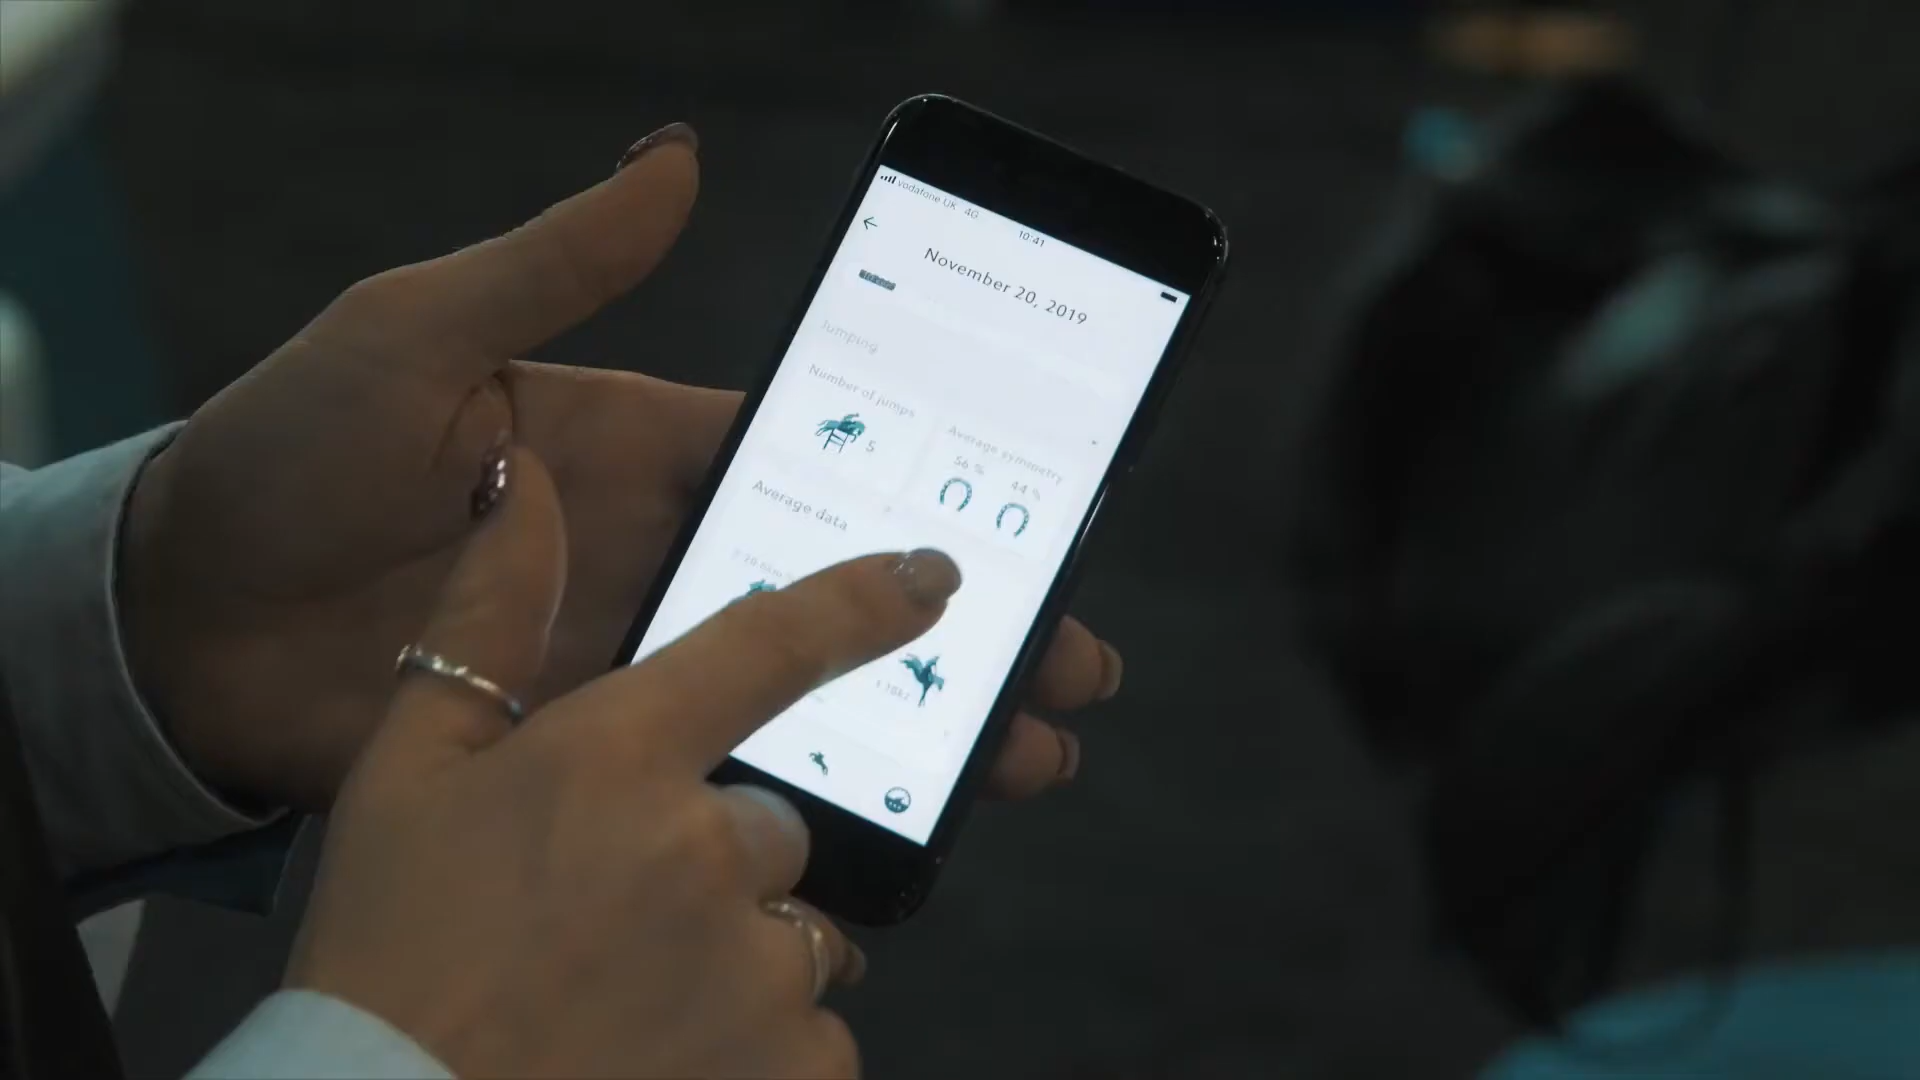 vodafone UK 4G
10:41
November 20, 2019
Jumping
Number of jumps
5
Average symmetry
56 %
44 %
Average data